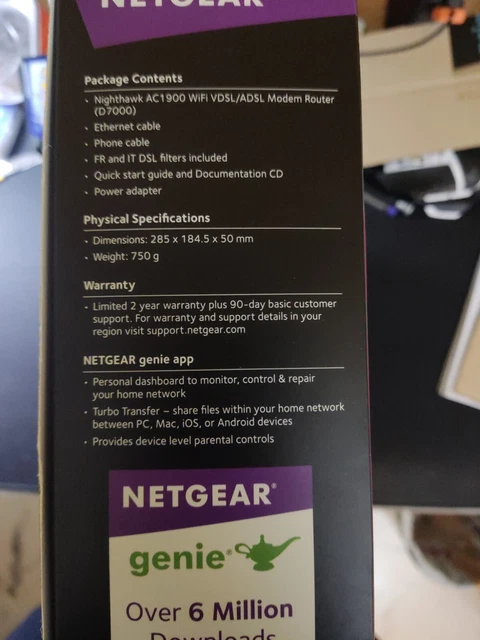 NETGEAR
Package Contents
• Nighthawk AC1900 WiFi VDSL/ADSL Modem Router
(D7000)
• Ethernet cable
• Phone cable
• FR and IT DSL filters included
• Quick start guide and Documentation CD
• Power adapter
Physical Specifications
• Dimensions: 285 x 184.5 x 50 mm
• Weight: 750 g
Warranty
• Limited 2 year warranty plus 90-day basic customer
support. For warranty and support details in your
region visit support.netgear.com
NETGEAR genie app
• Personal dashboard to monitor, control & repair
your home network
• Turbo Transfer – share files within your home network
between PC, Mac, iOS, or Android devices
• Provides device level parental controls
NETGEAR®
genie®
Over 6 Million
Downloads